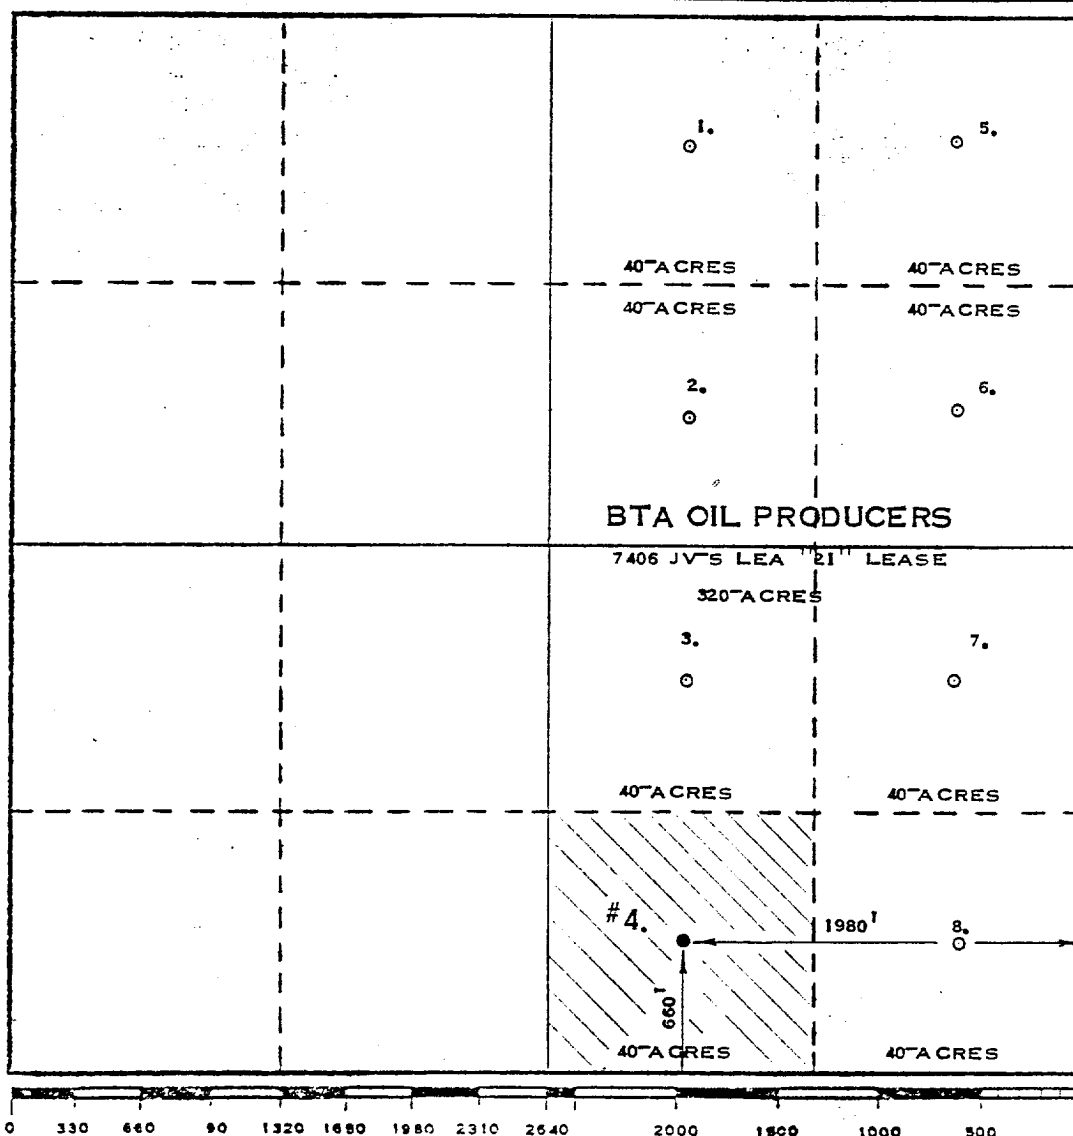 1. 5.
40 ACRES 40 ACRES
40 ACRES 40 ACRES
2. 6.
BTA OIL PRODUCERS
7406 JV-S LEA "21" LEASE
320 ACRES
3. 7.
40 ACRES 40 ACRES
#4. 1980' 8.
660'
40 ACRES 40 ACRES
0 330 660 90 1320 1650 1980 2310 2640 2000 1500 1000 500